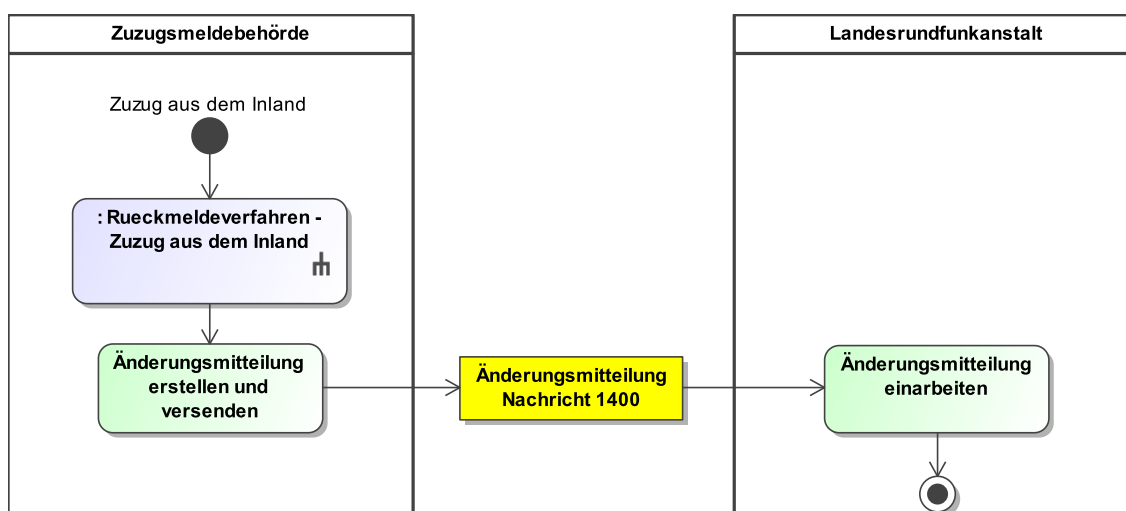 Zuzugsmeldebehörde
Landesrundfunkanstalt
Zuzug aus dem Inland
: Rueckmeldeverfahren -
Zuzug aus dem Inland
Änderungsmitteilung
erstellen und
versenden
Änderungsmitteilung
Nachricht 1400
Änderungsmitteilung
einarbeiten